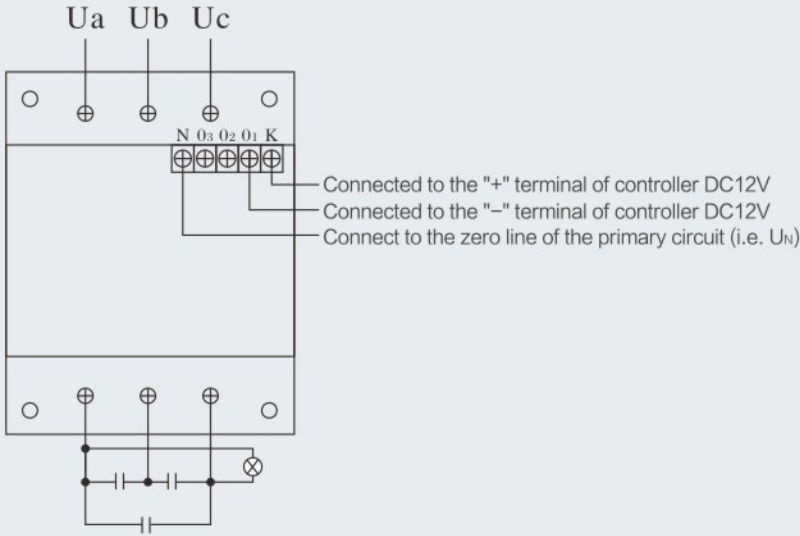 Ua Ub Uc
N 03 02 01 K
Connected to the "+" terminal of controller DC12V
Connected to the "−" terminal of controller DC12V
Connect to the zero line of the primary circuit (i.e. UN)